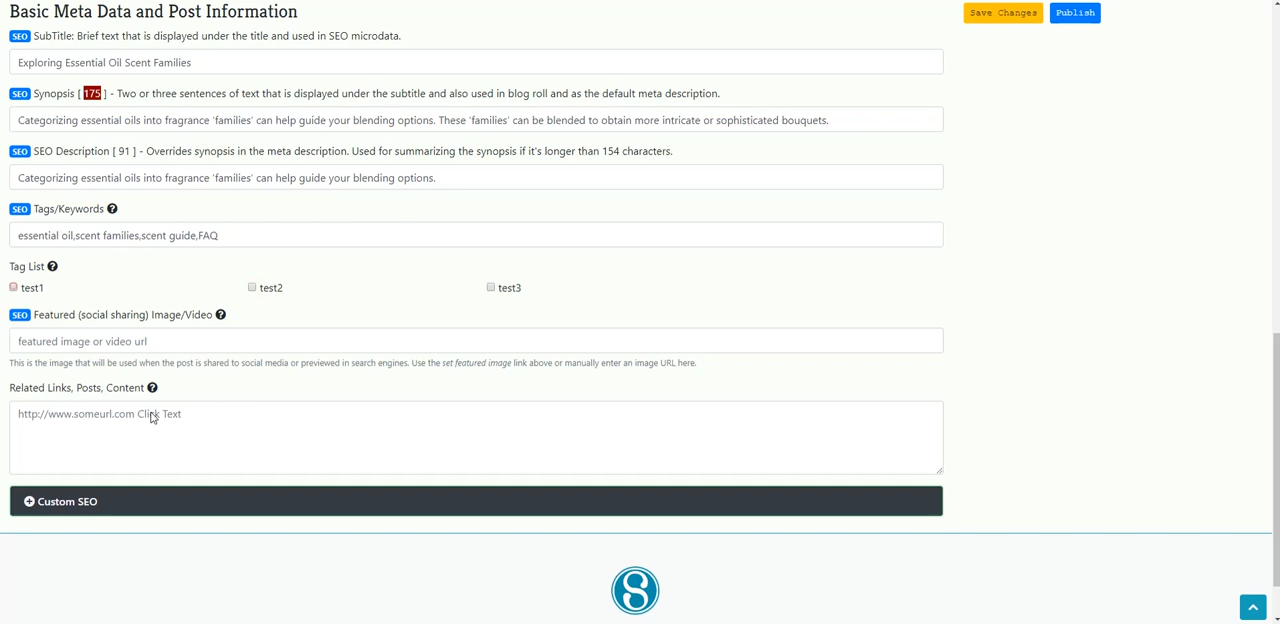 Basic Meta Data and Post Information
Save Changes
Publish
SEO SubTitle: Brief text that is displayed under the title and used in SEO microdata.
Exploring Essential Oil Scent Families
SEO Synopsis [ 175 ] - Two or three sentences of text that is displayed under the subtitle and also used in blog roll and as the default meta description.
Categorizing essential oils into fragrance 'families' can help guide your blending options. These 'families' can be blended to obtain more intricate or sophisticated bouquets.
SEO SEO Description [ 91 ] - Overrides synopsis in the meta description. Used for summarizing the synopsis if it's longer than 154 characters.
Categorizing essential oils into fragrance 'families' can help guide your blending options.
SEO Tags/Keywords ?
essential oil,scent families,scent guide,FAQ
Tag List ?
test1 test2 test3
SEO Featured (social sharing) Image/Video ?
featured image or video url
This is the image that will be used when the post is shared to social media or previewed in search engines. Use the set featured image link above or manually enter an image URL here.
Related Links, Posts, Content ?
http://www.someurl.com Click Text
Custom SEO
S